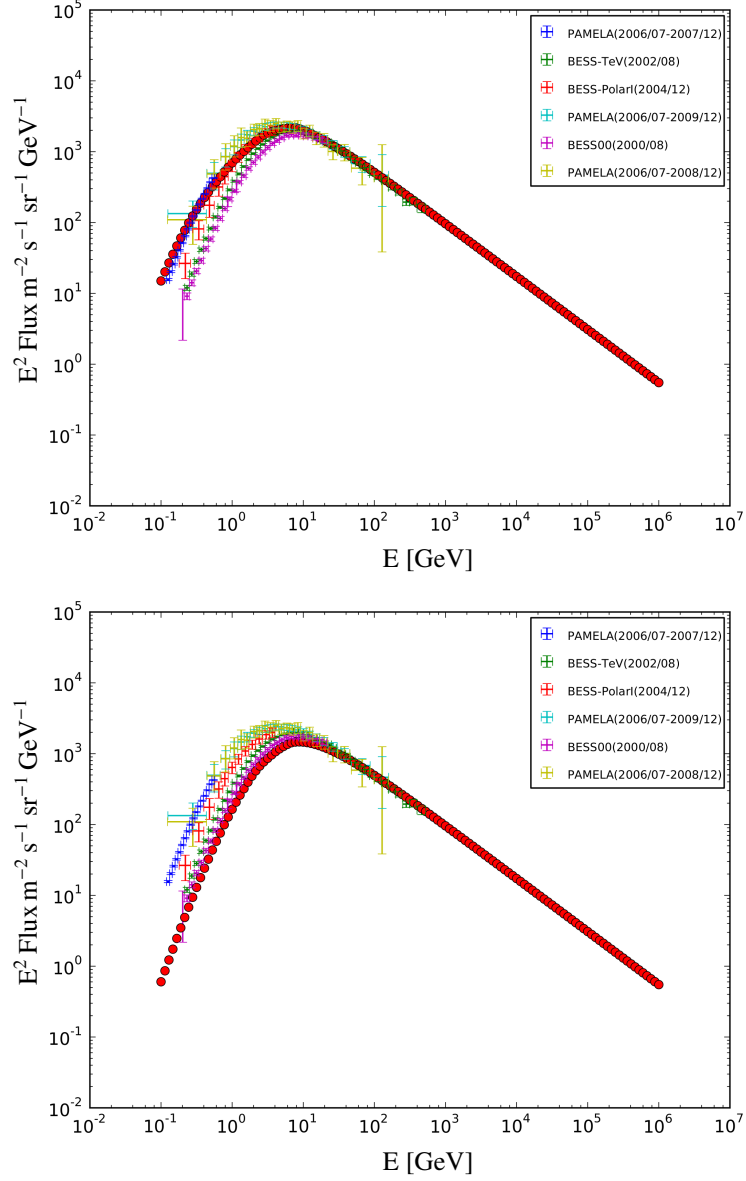 10^5
10^4
10^3
10^2
10^1
10^0
10^-1
10^-2
E^2 Flux m^−2 s^−1 sr^−1 GeV^−1
PAMELA(2006/07-2007/12)
BESS-TeV(2002/08)
BESS-PolarI(2004/12)
PAMELA(2006/07-2009/12)
BESS00(2000/08)
PAMELA(2006/07-2008/12)
10^-2 10^-1 10^0 10^1 10^2 10^3 10^4 10^5 10^6 10^7
E [GeV]
10^5
10^4
10^3
10^2
10^1
10^0
10^-1
10^-2
E^2 Flux m^−2 s^−1 sr^−1 GeV^−1
PAMELA(2006/07-2007/12)
BESS-TeV(2002/08)
BESS-PolarI(2004/12)
PAMELA(2006/07-2009/12)
BESS00(2000/08)
PAMELA(2006/07-2008/12)
10^-2 10^-1 10^0 10^1 10^2 10^3 10^4 10^5 10^6 10^7
E [GeV]